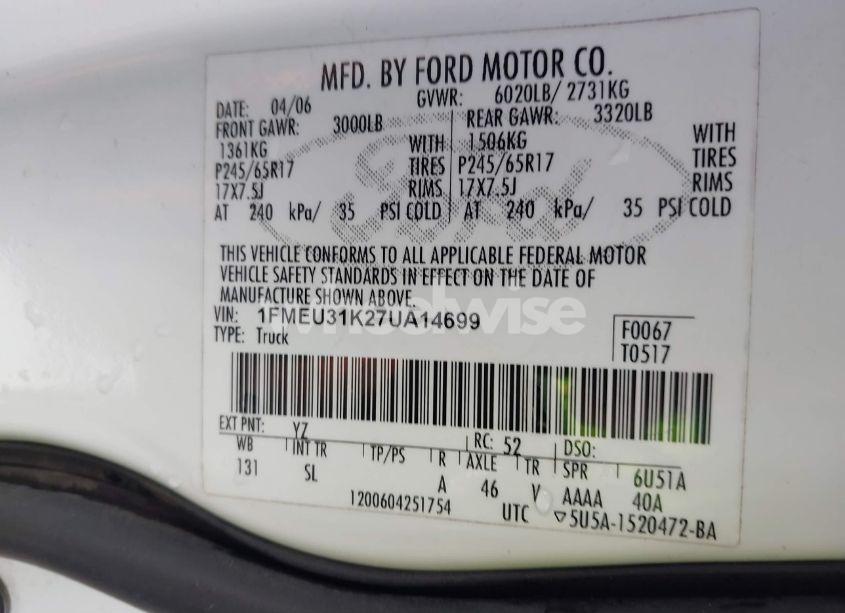 MFD. BY FORD MOTOR CO.
DATE: 04/06 GVWR: 6020LB/ 2731KG
FRONT GAWR: 3000LB REAR GAWR: 3320LB
1361KG WITH 1506KG WITH
P245/65R17 TIRES P245/65R17 TIRES
17X7.5J RIMS 17X7.5J RIMS
AT 240 kPa/ 35 PSI COLD AT 240 kPa/ 35 PSI COLD
Ford
THIS VEHICLE CONFORMS TO ALL APPLICABLE FEDERAL MOTOR
VEHICLE SAFETY STANDARDS IN EFFECT ON THE DATE OF
MANUFACTURE SHOWN ABOVE.
VIN: 1FMEU31K27UA14699
TYPE: Truck
F0067
T0517
wheelwise
EXT PNT: YZ RC: 52 DSO:
WB INT TR TP/PS R AXLE TR SPR 6U51A
131 SL A 46 V AAAA 40A
1200604251754 UTC ▽5U5A-1520472-BA